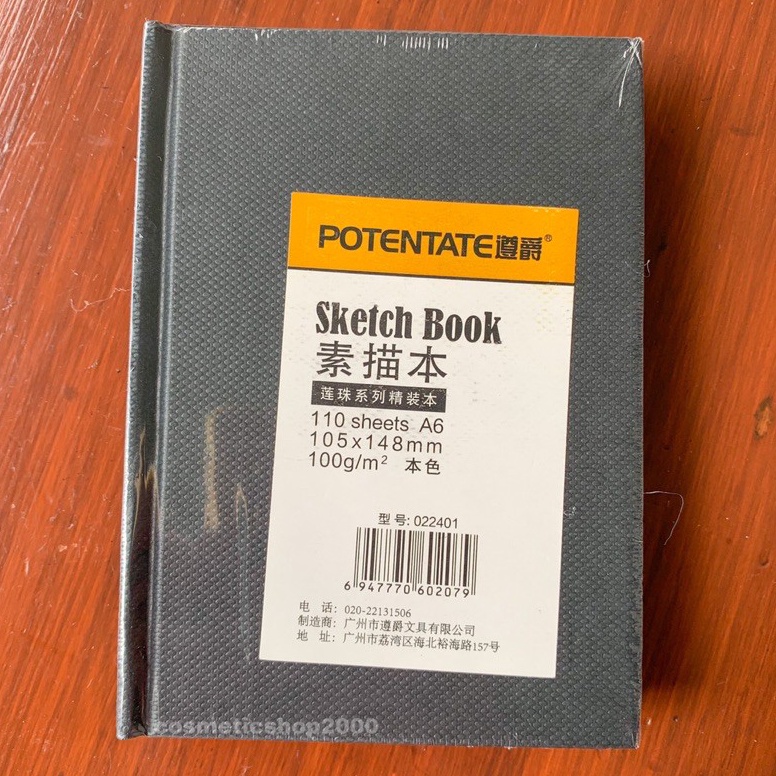 POTENTATE遵爵®
Sketch Book
素描本
莲珠系列精装本
110 sheets A6
105x148mm
100g/m² 本色
型号:022401
6 947770 602079
电 话: 020-22131506
制造商: 广州市遵爵文具有限公司
地 址: 广州市荔湾区海北裕海路157号
cosmeticshop2000